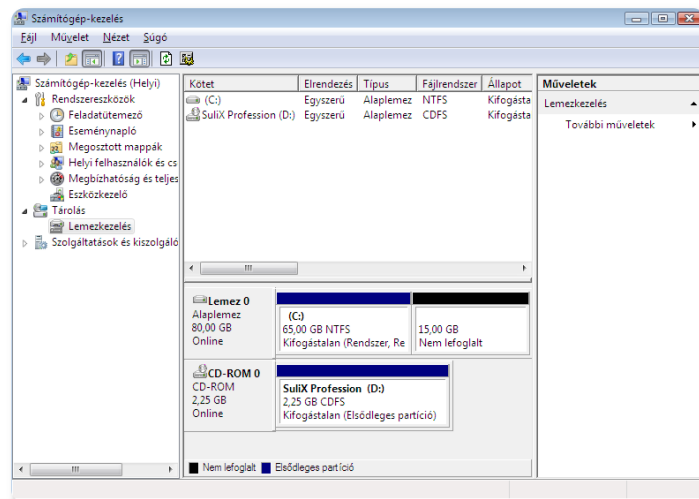 Számítógép-kezelés
Fájl Művelet Nézet Súgó
Számítógép-kezelés (Helyi)
Rendszereszközök
Feladatütemező
Eseménynapló
Megosztott mappák
Helyi felhasználók és cs
Megbízhatóság és teljes
Eszközkezelő
Tárolás
Lemezkezelés
Szolgáltatások és kiszolgáló
Kötet Elrendezés Típus Fájlrendszer Állapot
(C:) Egyszerű Alaplemez NTFS Kifogásta
SuliX Profession (D:) Egyszerű Alaplemez CDFS Kifogásta
Lemez 0
Alaplemez
80,00 GB
Online
(C:)
65,00 GB NTFS
Kifogástalan (Rendszer, Re
15,00 GB
Nem lefoglalt
CD-ROM 0
CD-ROM
2,25 GB
Online
SuliX Profession (D:)
2,25 GB CDFS
Kifogástalan (Elsődleges partíció)
Nem lefoglalt Elsődleges partíció
Műveletek
Lemezkezelés
További műveletek